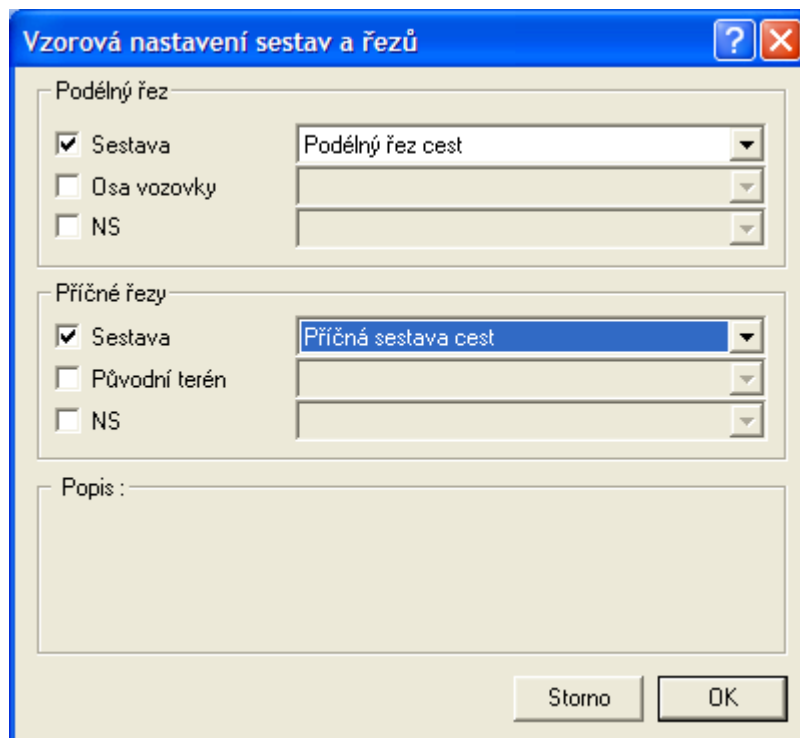 Vzorová nastavení sestav a řezů
Podélný řez
Sestava Podélný řez cest
Osa vozovky
NS
Příčné řezy
Sestava Příčná sestava cest
Původní terén
NS
Popis :
Storno OK